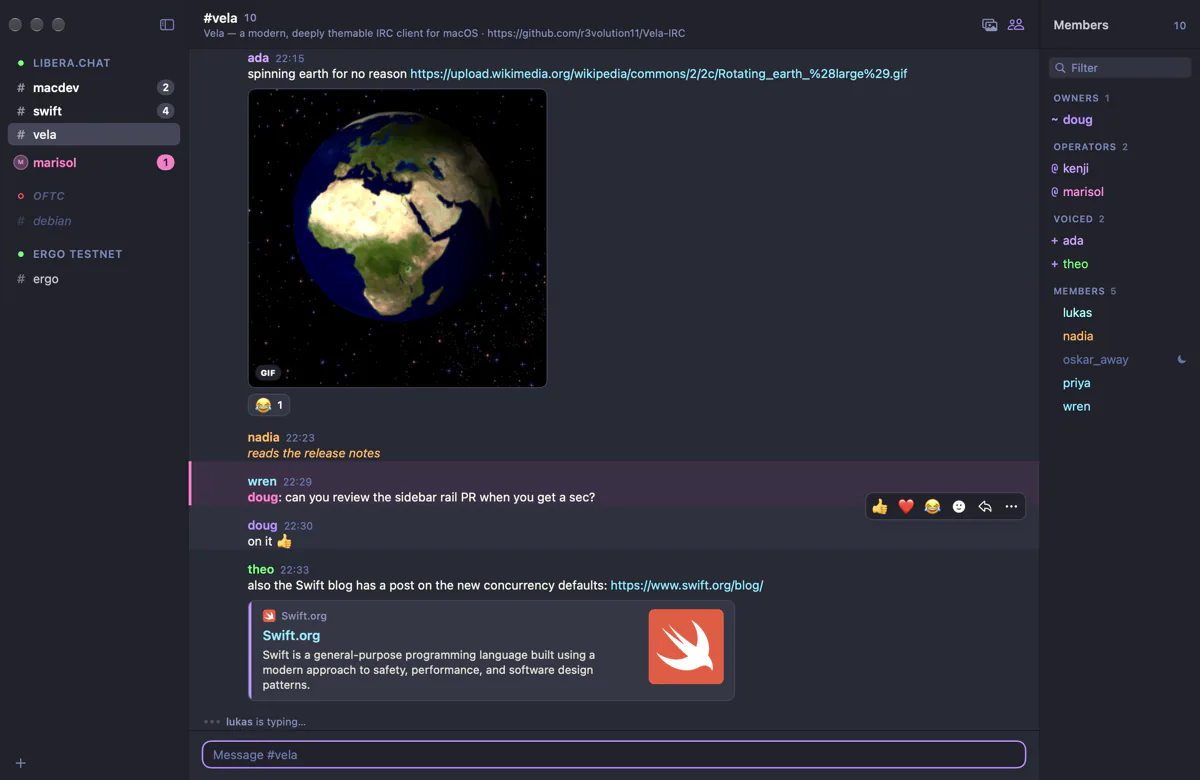 LIBERA.CHAT
# macdev 2
# swift 4
# vela
M marisol 1
OFTC
# debian
ERGO TESTNET
# ergo
#vela 10
Vela — a modern, deeply themable IRC client for macOS · https://github.com/r3volution11/Vela-IRC
ada 22:15
spinning earth for no reason https://upload.wikimedia.org/wikipedia/commons/2/2c/Rotating_earth_%28large%29.gif
GIF
😂 1
nadia 22:23
reads the release notes
wren 22:29
doug: can you review the sidebar rail PR when you get a sec?
doug 22:30
on it 👍
theo 22:33
also the Swift blog has a post on the new concurrency defaults: https://www.swift.org/blog/
Swift.org
Swift.org
Swift is a general-purpose programming language built using a
modern approach to safety, performance, and software design
patterns.
lukas is typing...
Message #vela
Members 10
Filter
OWNERS 1
~ doug
OPERATORS 2
@ kenji
@ marisol
VOICED 2
+ ada
+ theo
MEMBERS 5
lukas
nadia
oskar_away
priya
wren